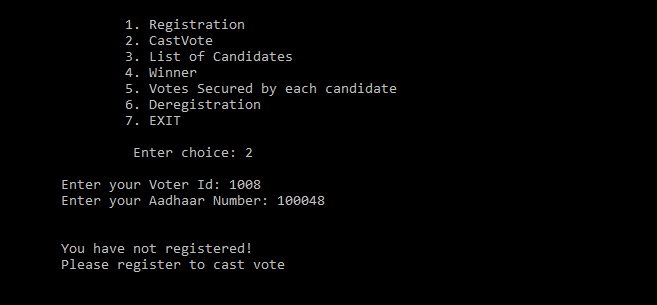 1. Registration
2. CastVote
3. List of Candidates
4. Winner
5. Votes Secured by each candidate
6. Deregistration
7. EXIT
Enter choice: 2
Enter your Voter Id: 1008
Enter your Aadhaar Number: 100048
You have not registered!
Please register to cast vote